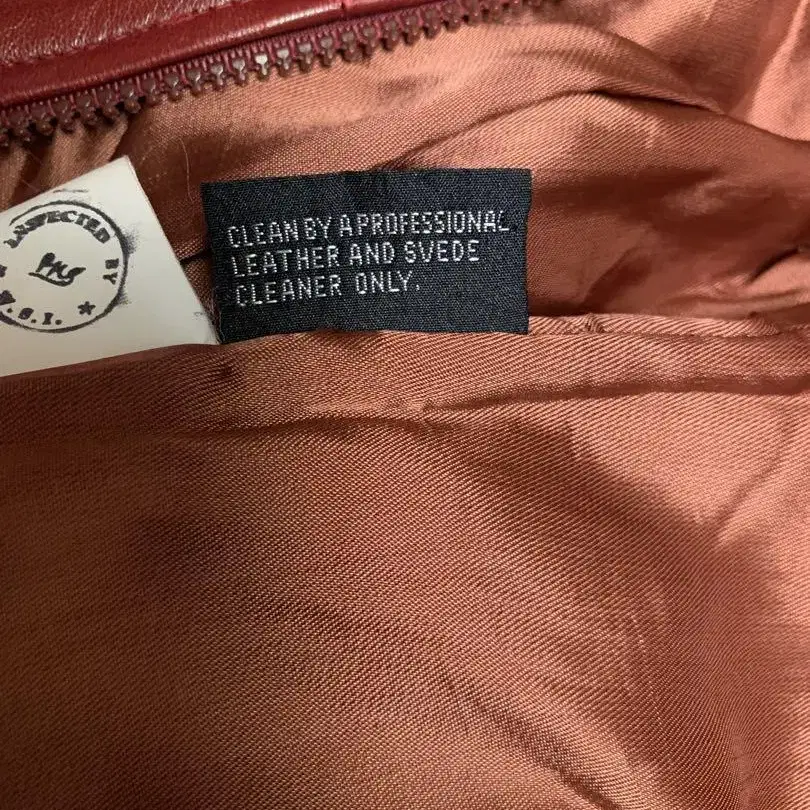 INSPECTED BY
CLEAN BY A PROFESSIONAL
LEATHER AND SVEDE
CLEANER ONLY.